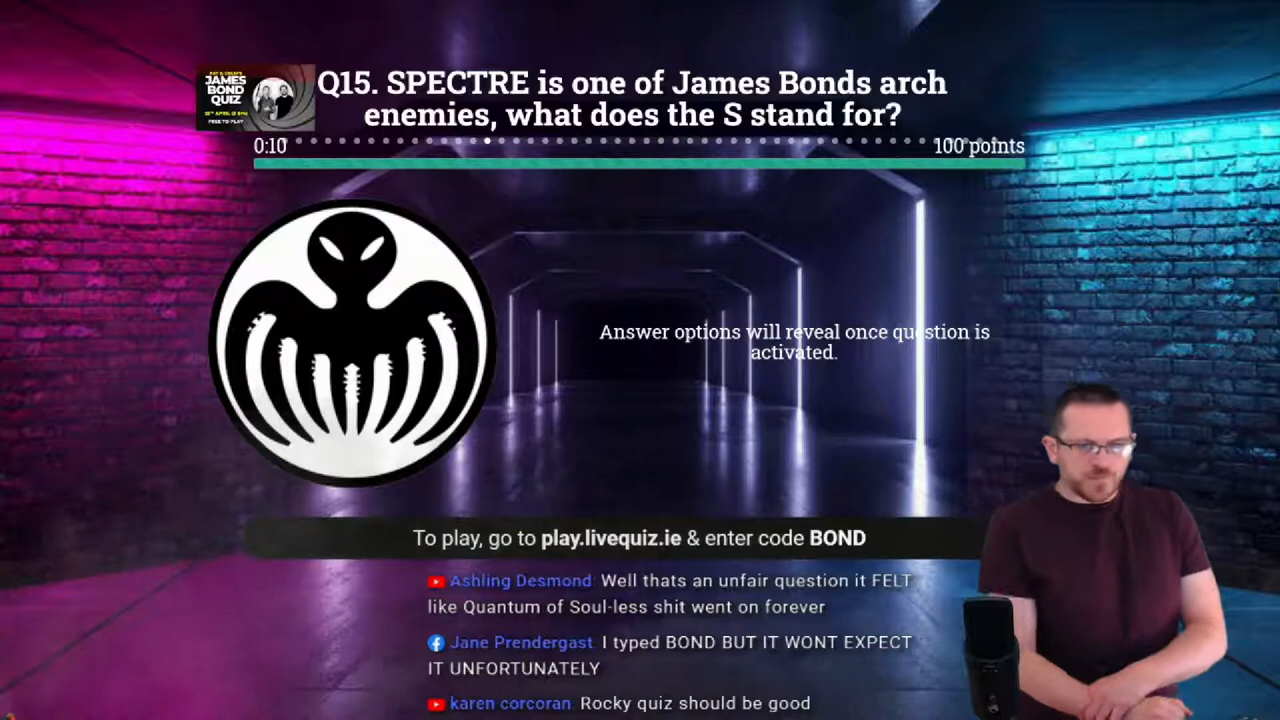 JAMES
BOND
QUIZ
FREE TO PLAY
Q15. SPECTRE is one of James Bonds arch
enemies, what does the S stand for?
0:10
100 points
Answer options will reveal once question is
activated.
To play, go to play.livequiz.ie & enter code BOND
Ashling Desmond: Well thats an unfair question it FELT
like Quantum of Soul-less shit went on forever
Jane Prendergast: I typed BOND BUT IT WONT EXPECT
IT UNFORTUNATELY
karen corcoran: Rocky quiz should be good